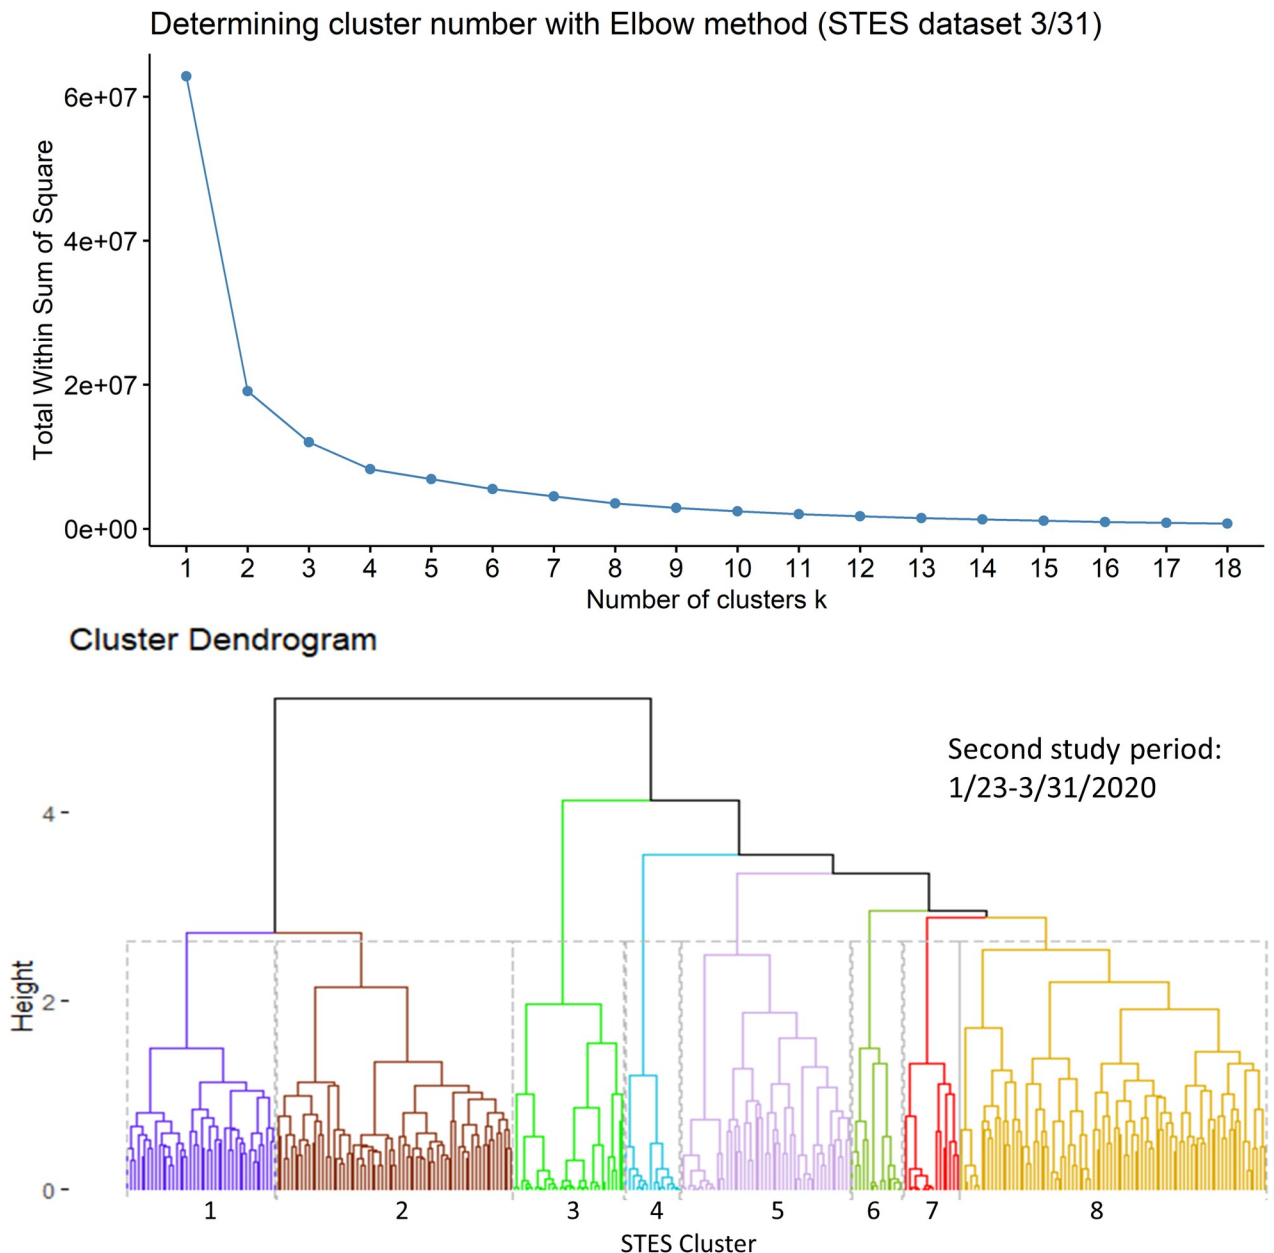 Determining cluster number with Elbow method (STES dataset 3/31)
Total Within Sum of Square
6e+07
4e+07
2e+07
0e+00
1 2 3 4 5 6 7 8 9 10 11 12 13 14 15 16 17 18
Number of clusters k
Cluster Dendrogram
Second study period:
1/23-3/31/2020
Height
4
2
0
1 2 3 4 5 6 7 8
STES Cluster